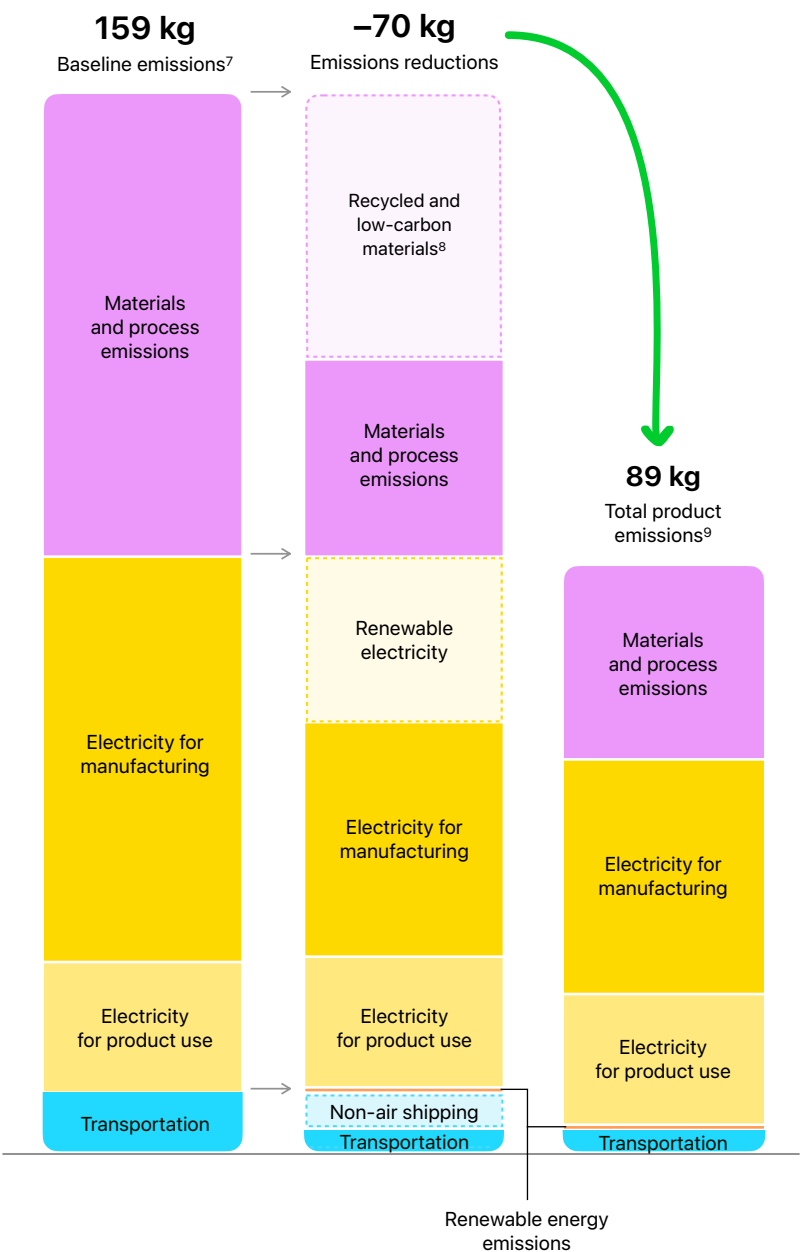 159 kg
Baseline emissions⁷
Materials
and process
emissions
Electricity for
manufacturing
Electricity
for product use
Transportation
–70 kg
Emissions reductions
Recycled and
low-carbon
materials⁸
Materials
and process
emissions
Renewable
electricity
Electricity for
manufacturing
Electricity
for product use
Non-air shipping
Transportation
89 kg
Total product
emissions⁹
Materials
and process
emissions
Electricity for
manufacturing
Electricity
for product use
Transportation
Renewable energy
emissions